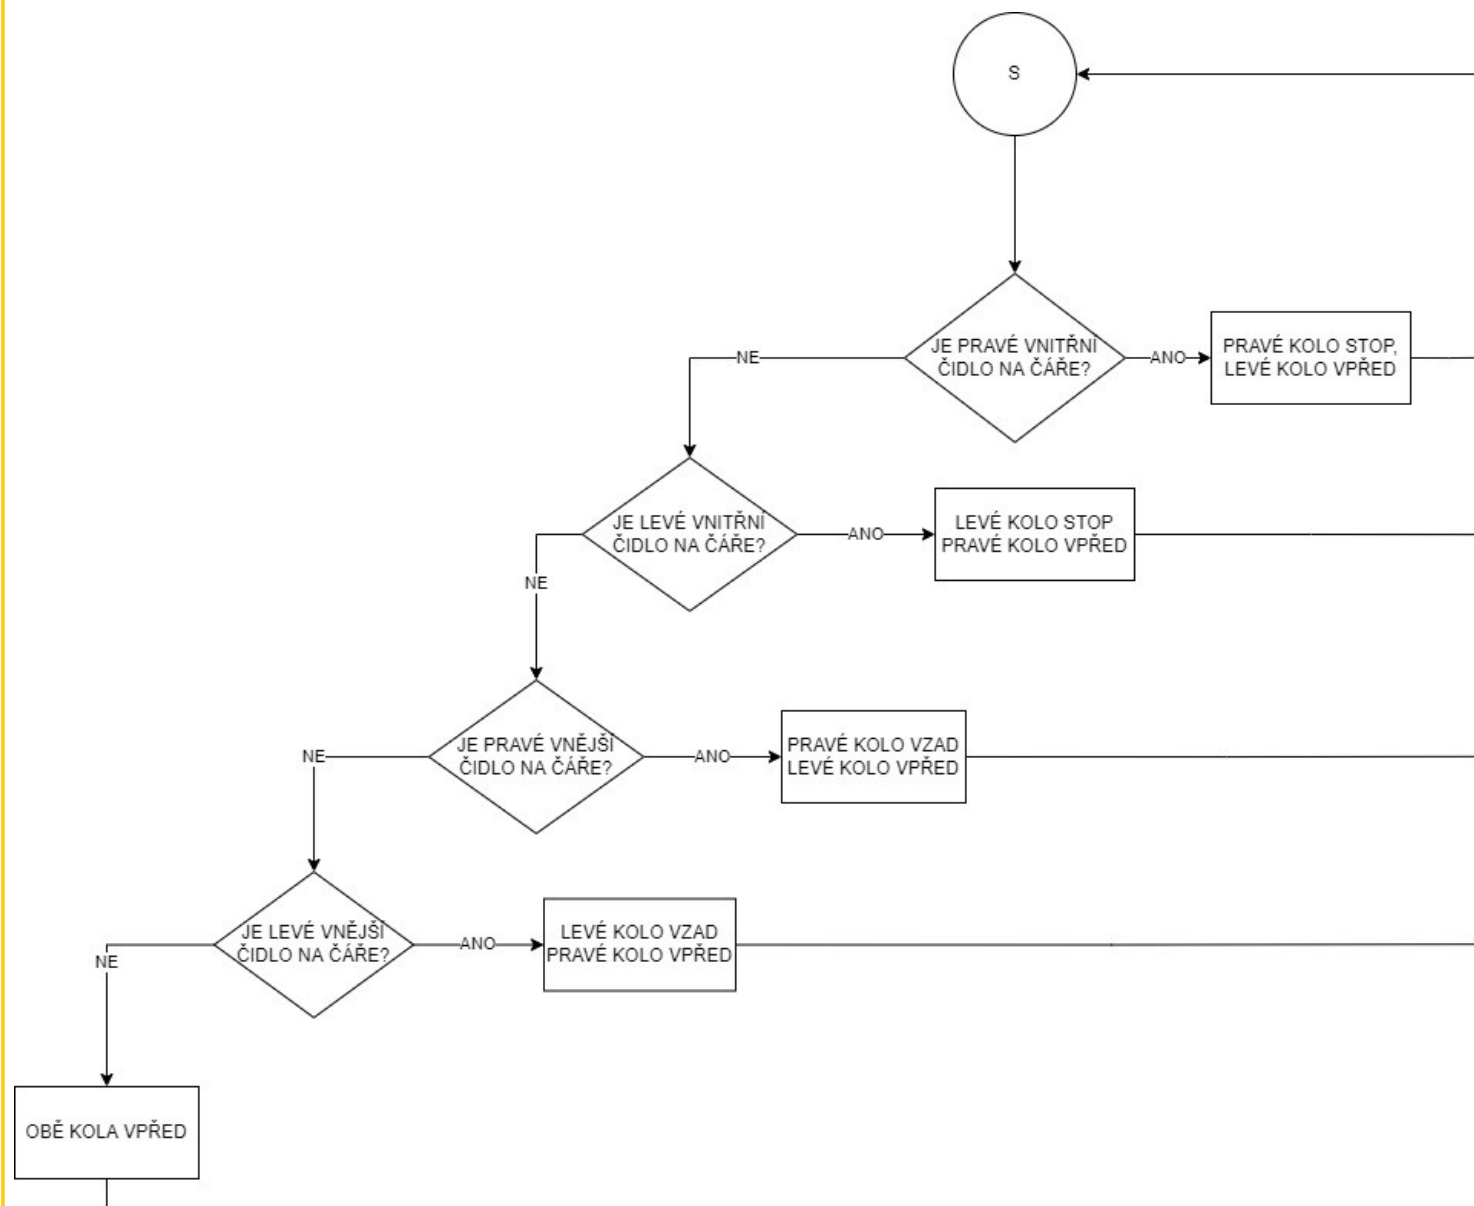 S
JE PRAVÉ VNITŘNÍ
ČIDLO NA ČÁŘE?
NE
ANO
PRAVÉ KOLO STOP,
LEVÉ KOLO VPŘED
JE LEVÉ VNITŘNÍ
ČIDLO NA ČÁŘE?
NE
ANO
LEVÉ KOLO STOP
PRAVÉ KOLO VPŘED
JE PRAVÉ VNĚJŠÍ
ČIDLO NA ČÁŘE?
NE
ANO
PRAVÉ KOLO VZAD
LEVÉ KOLO VPŘED
JE LEVÉ VNĚJŠÍ
ČIDLO NA ČÁŘE?
NE
ANO
LEVÉ KOLO VZAD
PRAVÉ KOLO VPŘED
OBĚ KOLA VPŘED